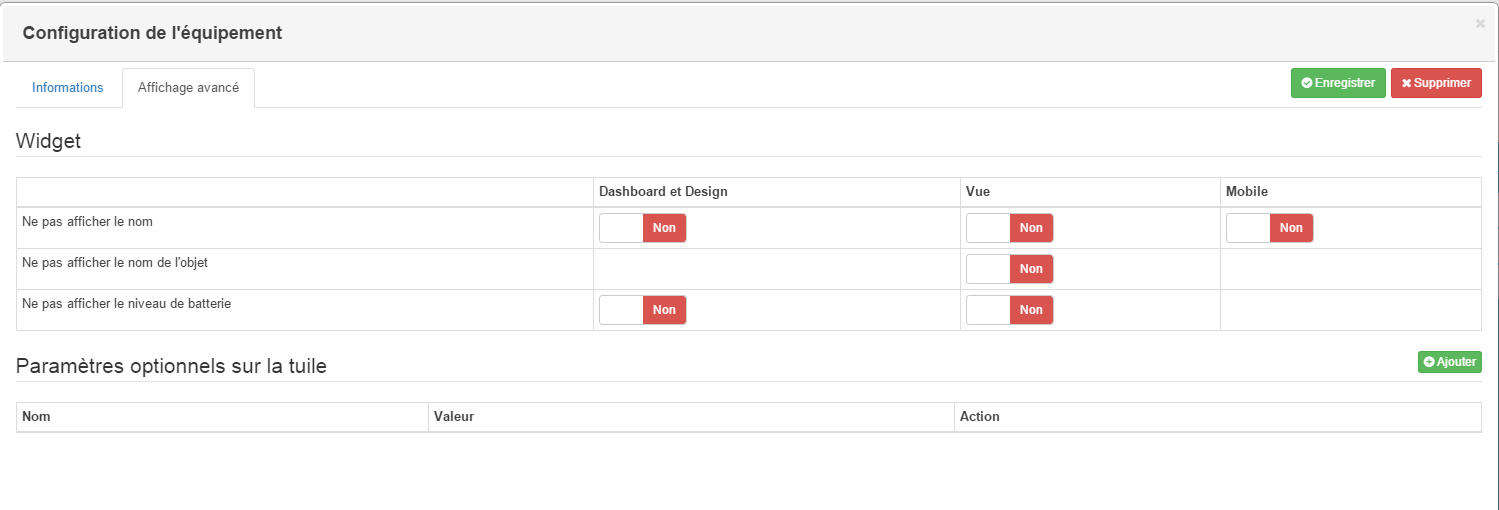 Configuration de l'équipement
Informations Affichage avancé Enregistrer Supprimer
Widget
Dashboard et Design Vue Mobile
Ne pas afficher le nom Non Non Non
Ne pas afficher le nom de l'objet Non
Ne pas afficher le niveau de batterie Non Non
Paramètres optionnels sur la tuile Ajouter
Nom Valeur Action